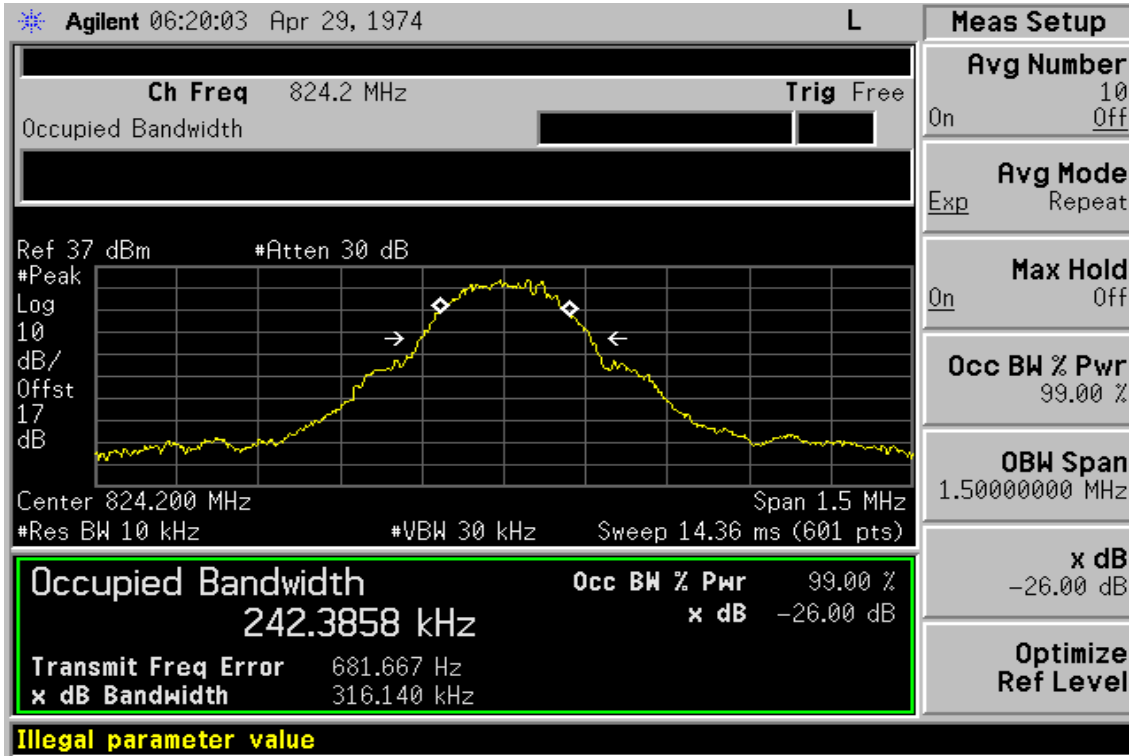 Agilent 06:20:03 Apr 29, 1974 L
Ch Freq 824.2 MHz Trig Free
Occupied Bandwidth
Ref 37 dBm #Atten 30 dB
#Peak
Log
10
dB/
Offst
17
dB
Center 824.200 MHz Span 1.5 MHz
#Res BW 10 kHz #VBW 30 kHz Sweep 14.36 ms (601 pts)
Occupied Bandwidth
242.3858 kHz
Occ BW % Pwr 99.00 %
x dB -26.00 dB
Transmit Freq Error 681.667 Hz
x dB Bandwidth 316.140 kHz
Illegal parameter value
Meas Setup
Avg Number
10
On Off
Avg Mode
Exp Repeat
Max Hold
On Off
Occ BW % Pwr
99.00 %
OBW Span
1.50000000 MHz
x dB
-26.00 dB
Optimize
Ref Level